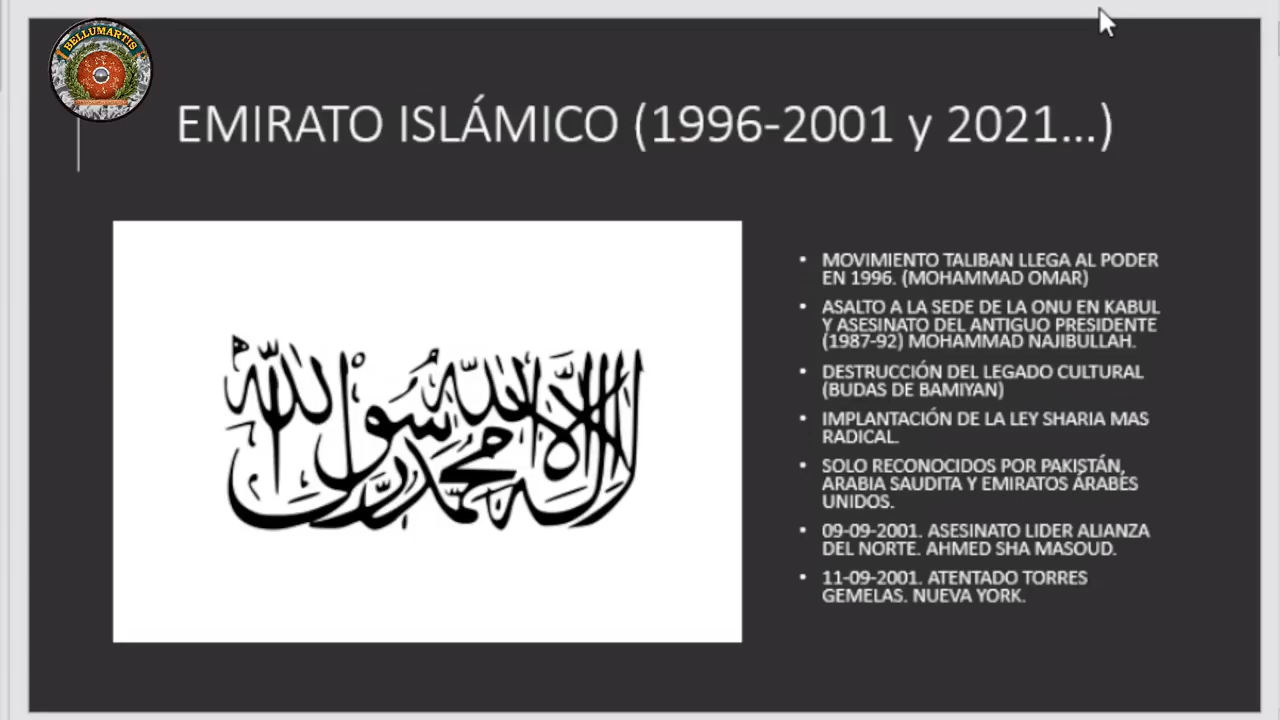 BELLUMARTIS
EMIRATO ISLÁMICO (1996-2001 y 2021...)
لا إله إلا الله محمد رسول الله
• MOVIMIENTO TALIBAN LLEGA AL PODER
EN 1996. (MOHAMMAD OMAR)
• ASALTO A LA SEDE DE LA ONU EN KABUL
Y ASESINATO DEL ANTIGUO PRESIDENTE
(1987-92) MOHAMMAD NAJIBULLAH.
• DESTRUCCIÓN DEL LEGADO CULTURAL
(BUDAS DE BAMIYAN)
• IMPLANTACIÓN DE LA LEY SHARIA MAS
RADICAL.
• SOLO RECONOCIDOS POR PAKISTÁN,
ARABIA SAUDITA Y EMIRATOS ÁRABES
UNIDOS.
• 09-09-2001. ASESINATO LIDER ALIANZA
DEL NORTE. AHMED SHA MASOUD.
• 11-09-2001. ATENTADO TORRES
GEMELAS. NUEVA YORK.